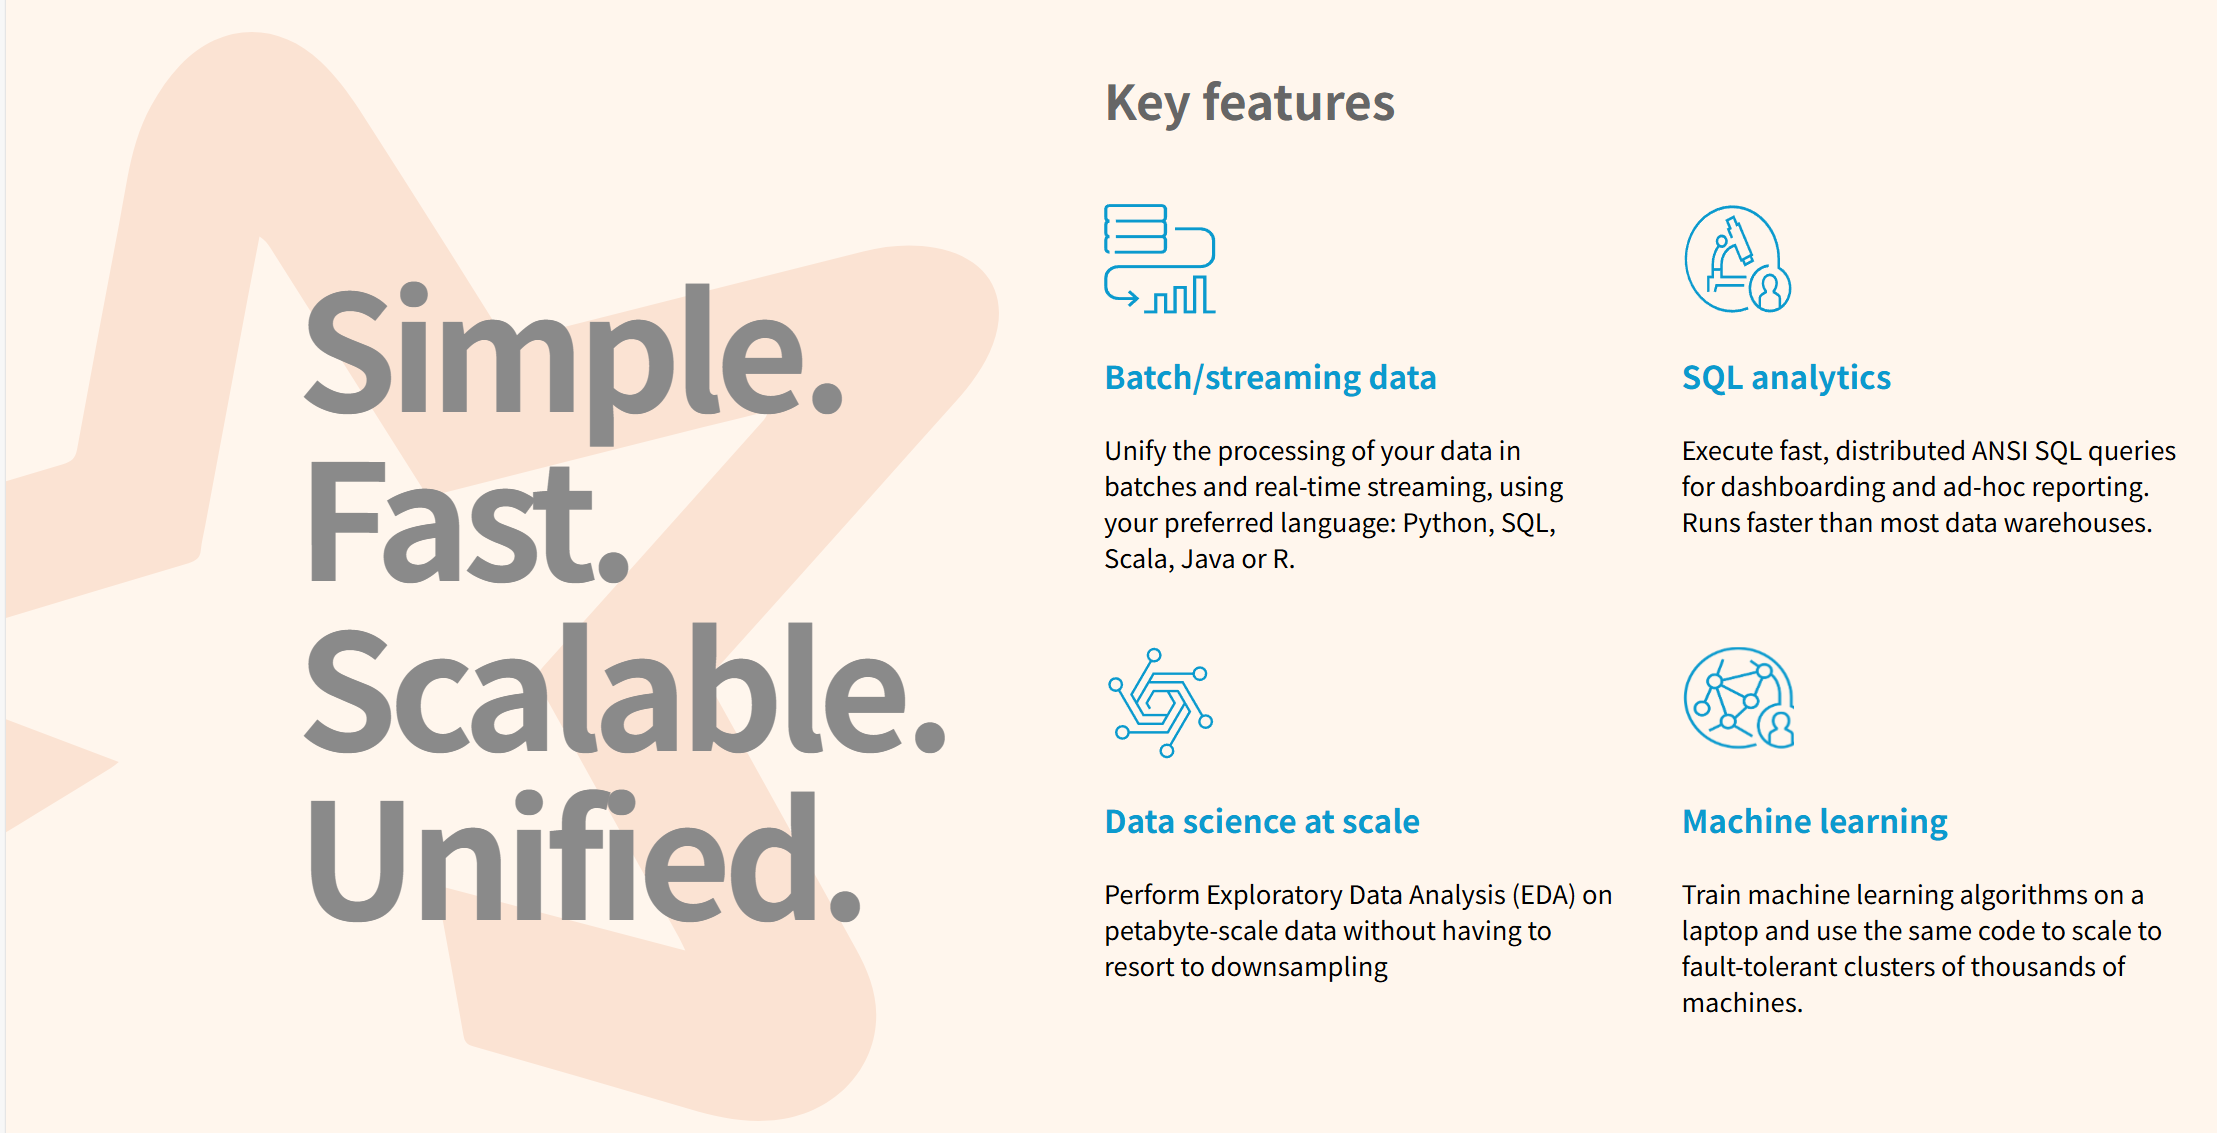 Simple.
Fast.
Scalable.
Unified.
Key features
Batch/streaming data
Unify the processing of your data in
batches and real-time streaming, using
your preferred language: Python, SQL,
Scala, Java or R.
SQL analytics
Execute fast, distributed ANSI SQL queries
for dashboarding and ad-hoc reporting.
Runs faster than most data warehouses.
Data science at scale
Perform Exploratory Data Analysis (EDA) on
petabyte-scale data without having to
resort to downsampling
Machine learning
Train machine learning algorithms on a
laptop and use the same code to scale to
fault-tolerant clusters of thousands of
machines.